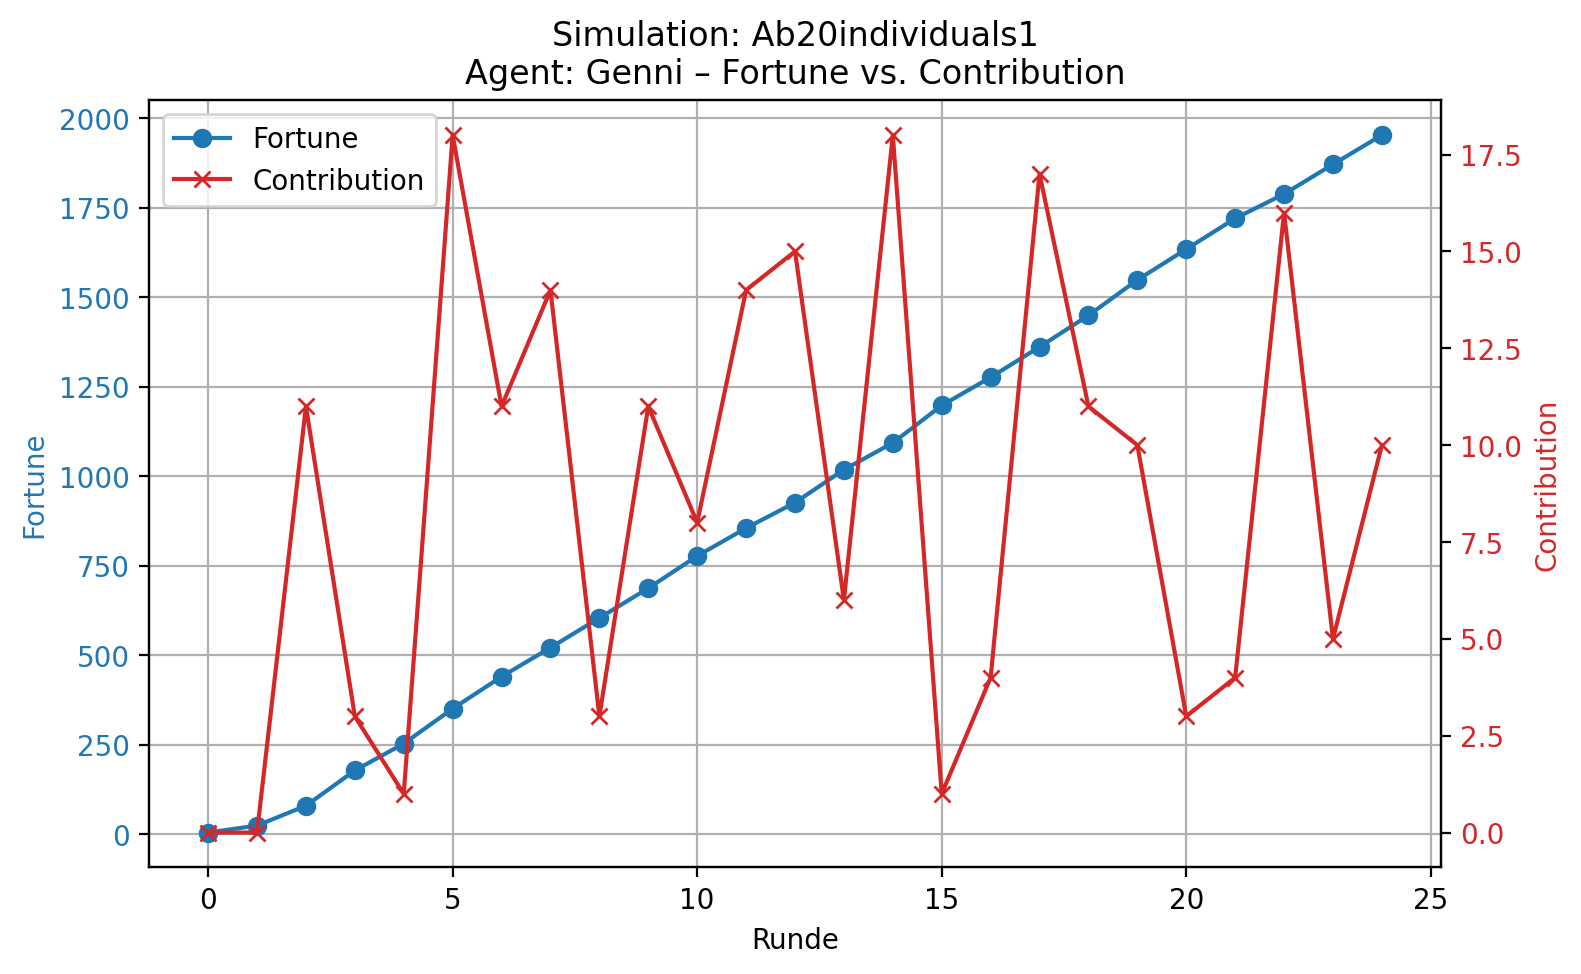 Simulation: Ab20individuals1
Agent: Genni – Fortune vs. Contribution
Fortune
Contribution
2000
1750
1500
1250
1000
750
500
250
0
Fortune
17.5
15.0
12.5
10.0
7.5
5.0
2.5
0.0
Contribution
0 5 10 15 20 25
Runde